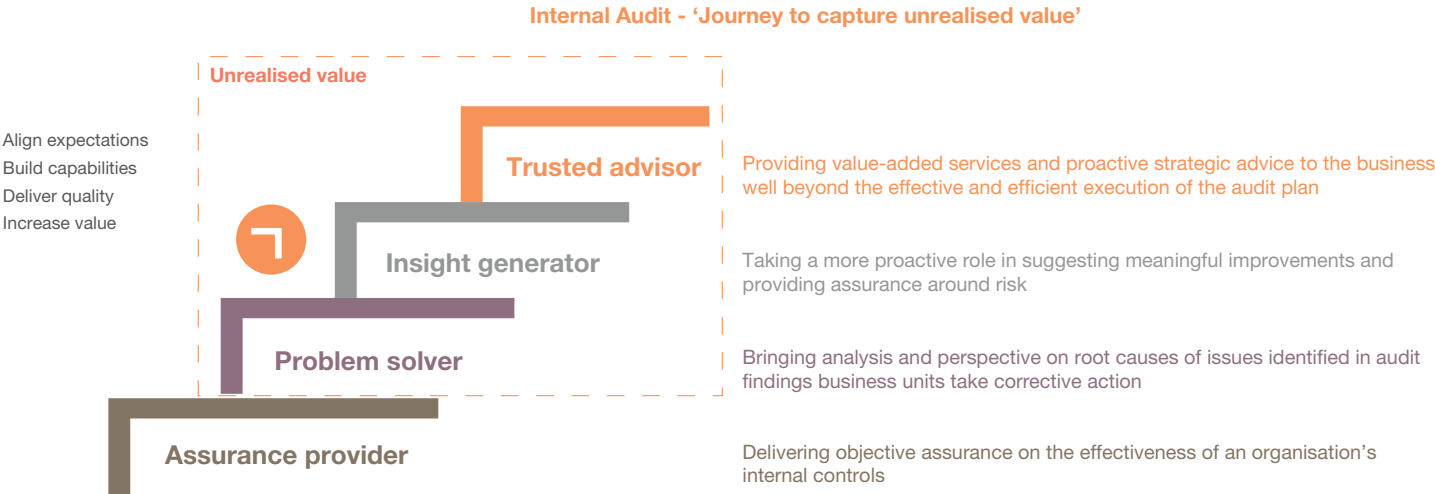 Internal Audit - ‘Journey to capture unrealised value’
Unrealised value
Align expectations
Build capabilities
Deliver quality
Increase value
Trusted advisor
Providing value-added services and proactive strategic advice to the business
well beyond the effective and efficient execution of the audit plan
Insight generator
Taking a more proactive role in suggesting meaningful improvements and
providing assurance around risk
Problem solver
Bringing analysis and perspective on root causes of issues identified in audit
findings business units take corrective action
Assurance provider
Delivering objective assurance on the effectiveness of an organisation’s
internal controls